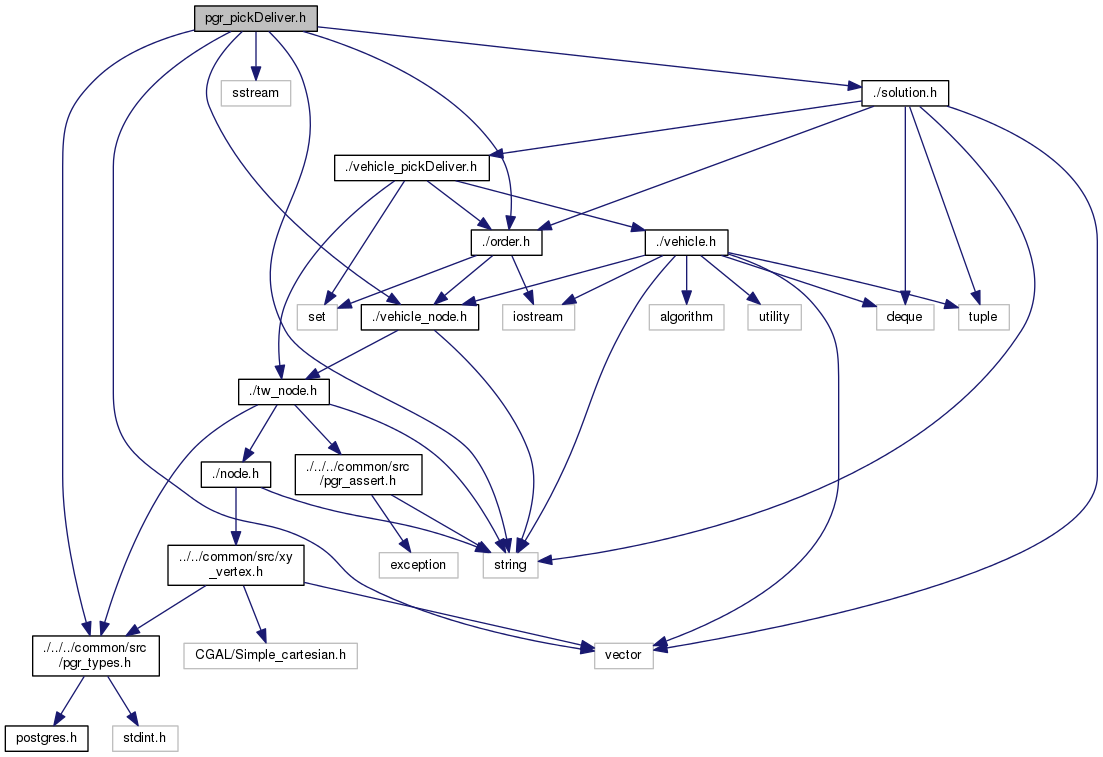 pgr_pickDeliver.h
sstream
./solution.h
./vehicle_pickDeliver.h
./order.h
./vehicle.h
set
./vehicle_node.h
iostream
algorithm
utility
deque
tuple
./tw_node.h
./node.h
./../../common/src
/pgr_assert.h
../../common/src/xy
_vertex.h
exception
string
./../../common/src
/pgr_types.h
CGAL/Simple_cartesian.h
vector
postgres.h
stdint.h